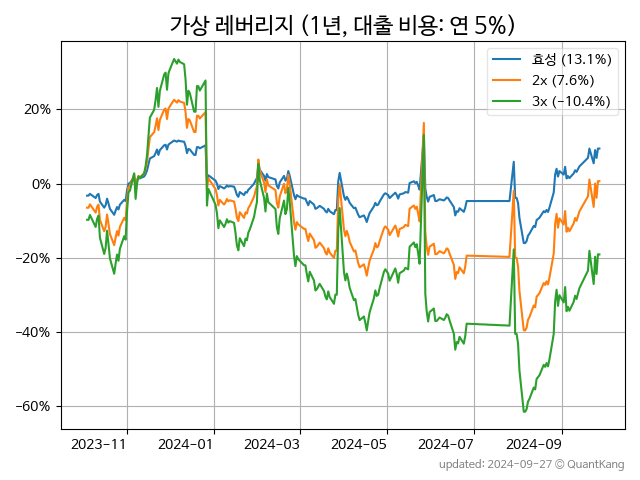 가상 레버리지 (1년, 대출 비용: 연 5%)
효성 (13.1%)
2x (7.6%)
3x (−10.4%)
20%
0%
−20%
−40%
−60%
2023-11
2024-01
2024-03
2024-05
2024-07
2024-09
updated: 2024-09-27 © QuantKang